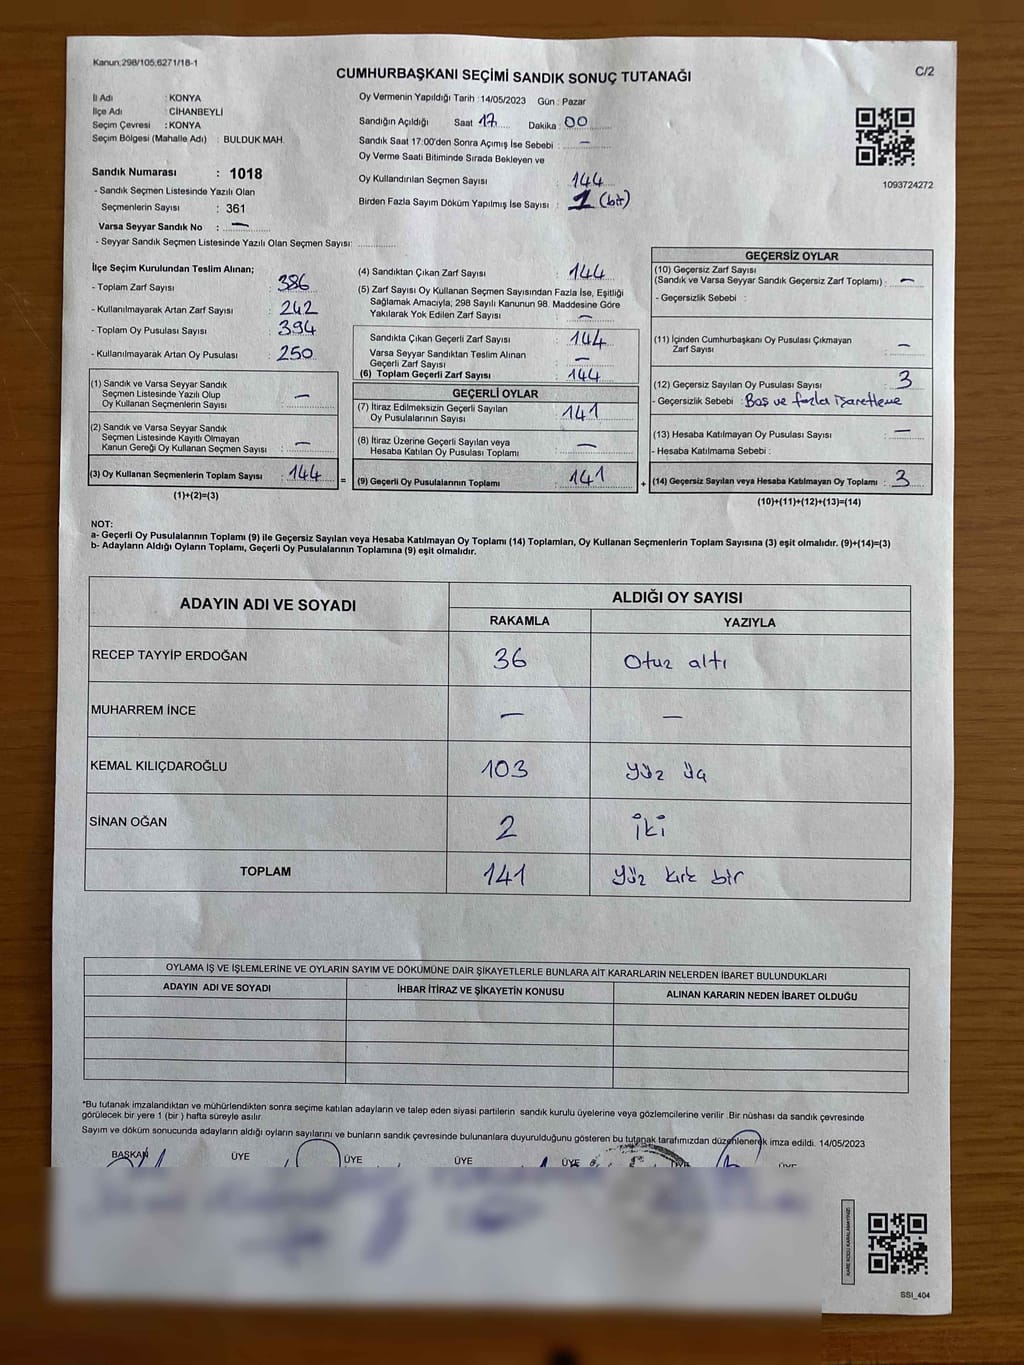 Kanun:298/105;6271/18-1
CUMHURBAŞKANI SEÇİMİ SANDIK SONUÇ TUTANAĞI
C/2
İl Adı : KONYA
İlçe Adı : CİHANBEYLİ
Seçim Çevresi : KONYA
Seçim Bölgesi (Mahalle Adı) : BULDUK MAH.
Sandık Numarası : 1018
- Sandık Seçmen Listesinde Yazılı Olan
Seçmenlerin Sayısı : 361
Varsa Seyyar Sandık No : —
- Seyyar Sandık Seçmen Listesinde Yazılı Olan Seçmen Sayısı:
Oy Vermenin Yapıldığı Tarih : 14/05/2023 Gün : Pazar
Sandığın Açıldığı Saat 17 Dakika : 00
Sandık Saat 17:00'den Sonra Açımış İse Sebebi : —
Oy Verme Saati Bitiminde Sırada Bekleyen ve
Oy Kullandırılan Seçmen Sayısı : 144
Birden Fazla Sayım Döküm Yapılmış İse Sayısı : 1 (bir)
1093724272
İlçe Seçim Kurulundan Teslim Alınan;
- Toplam Zarf Sayısı : 386
- Kullanılmayarak Artan Zarf Sayısı : 242
- Toplam Oy Pusulası Sayısı : 394
- Kullanılmayarak Artan Oy Pusulası : 250
(1) Sandık ve Varsa Seyyar Sandık
Seçmen Listesinde Yazılı Olup
Oy Kullanan Seçmenlerin Sayısı : —
(2) Sandık ve Varsa Seyyar Sandık
Seçmen Listesinde Kayıtlı Olmayan
Kanun Gereği Oy Kullanan Seçmen Sayısı : —
(3) Oy Kullanan Seçmenlerin Toplam Sayısı : 144
(1)+(2)=(3)
=
(4) Sandıktan Çıkan Zarf Sayısı : 144
(5) Zarf Sayısı Oy Kullanan Seçmen Sayısından Fazla İse, Eşitliği
Sağlamak Amacıyla; 298 Sayılı Kanunun 98. Maddesine Göre
Yakılarak Yok Edilen Zarf Sayısı : —
Sandıkta Çıkan Geçerli Zarf Sayısı : 144
Varsa Seyyar Sandıktan Teslim Alınan
Geçerli Zarf Sayısı : —
(6) Toplam Geçerli Zarf Sayısı : 144
GEÇERLİ OYLAR
(7) İtiraz Edilmeksizin Geçerli Sayılan
Oy Pusulalarının Sayısı : 141
(8) İtiraz Üzerine Geçerli Sayılan veya
Hesaba Katılan Oy Pusulası Toplamı : —
(9) Geçerli Oy Pusulalarının Toplamı : 141
+
GEÇERSİZ OYLAR
(10) Geçersiz Zarf Sayısı
(Sandık ve Varsa Seyyar Sandık Geçersiz Zarf Toplamı) : —
- Geçersizlik Sebebi :
(11) İçinden Cumhurbaşkanı Oy Pusulası Çıkmayan
Zarf Sayısı : —
(12) Geçersiz Sayılan Oy Pusulası Sayısı : 3
- Geçersizlik Sebebi : Boş ve fazla işaretleme
(13) Hesaba Katılmayan Oy Pusulası Sayısı : —
- Hesaba Katılmama Sebebi :
(14) Geçersiz Sayılan veya Hesaba Katılmayan Oy Toplamı : 3
(10)+(11)+(12)+(13)=(14)
NOT:
a- Geçerli Oy Pusulalarının Toplamı (9) ile Geçersiz Sayılan veya Hesaba Katılmayan Oy Toplamı (14) Toplamları, Oy Kullanan Seçmenlerin Toplam Sayısına (3) eşit olmalıdır. (9)+(14)=(3)
b- Adayların Aldığı Oyların Toplamı, Geçerli Oy Pusulalarının Toplamına (9) eşit olmalıdır.
ADAYIN ADI VE SOYADI ALDIĞI OY SAYISI
RAKAMLA YAZIYLA
RECEP TAYYİP ERDOĞAN 36 Otuz altı
MUHARREM İNCE — —
KEMAL KILIÇDAROĞLU 103 Yüz üç
SİNAN OĞAN 2 İki
TOPLAM 141 Yüz kırk bir
OYLAMA İŞ VE İŞLEMLERİNE VE OYLARIN SAYIM VE DÖKÜMÜNE DAİR ŞİKAYETLERLE BUNLARA AİT KARARLARIN NELERDEN İBARET BULUNDUKLARI
ADAYIN ADI VE SOYADI İHBAR İTİRAZ VE ŞİKAYETİN KONUSU ALINAN KARARIN NEDEN İBARET OLDUĞU
*Bu tutanak imzalandıktan ve mühürlendikten sonra seçime katılan adayların ve talep eden siyasi partilerin sandık kurulu üyelerine veya gözlemcilerine verilir .Bir nüshası da sandık çevresinde
görülecek bir yere 1 (bir ) hafta süreyle asılır.
Sayım ve döküm sonucunda adayların aldığı oyların sayılarını ve bunların sandık çevresinde bulunanlara duyurulduğunu gösteren bu tutanak tarafımızdan düzenlenerek imza edildi. 14/05/2023
BAŞKAN ÜYE ÜYE ÜYE ÜYE ÜYE ÜYE
KARE KODU KARALAMAYINIZ!
SSI_404